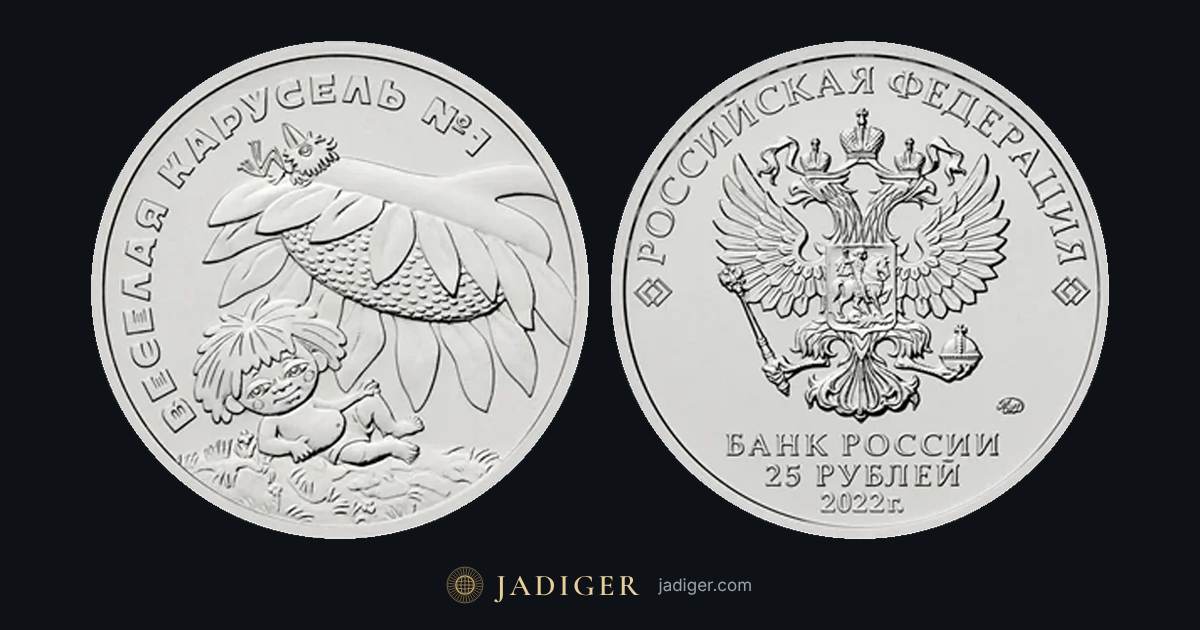 ВЕСЕЛАЯ КАРУСЕЛЬ №1
РОССИЙСКАЯ ФЕДЕРАЦИЯ
ММД
БАНК РОССИИ
25 РУБЛЕЙ
2022 г.
JADIGER jadiger.com